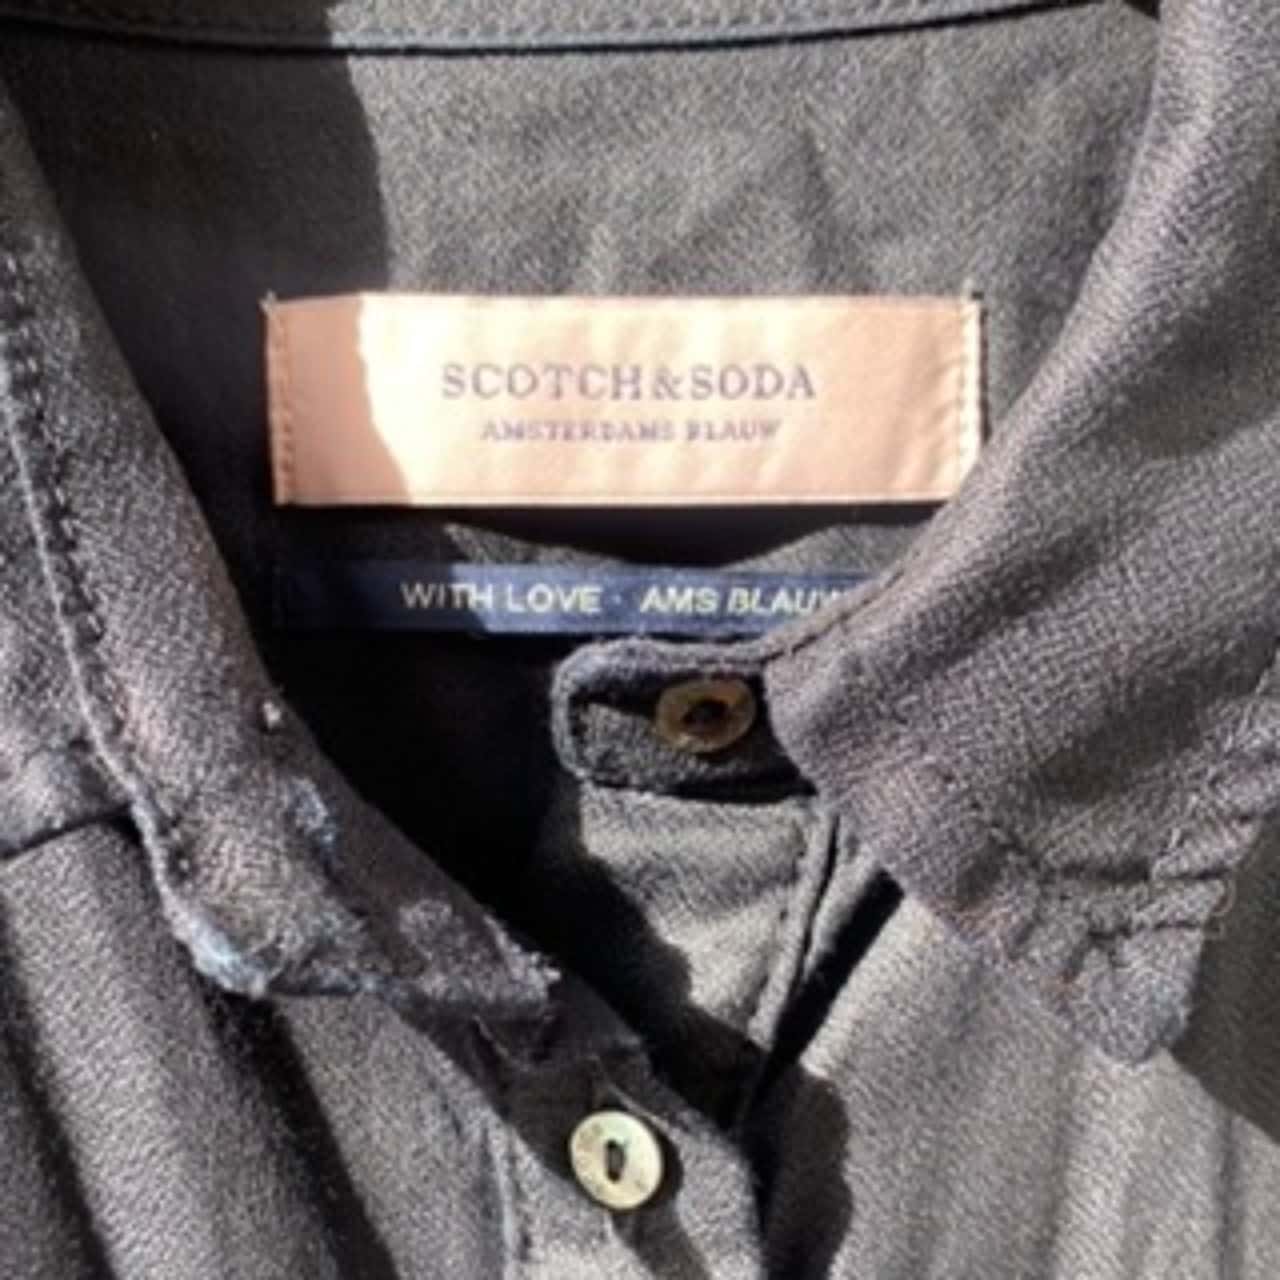 SCOTCH & SODA
AMSTERDAMS BLAUW
WITH LOVE · AMS BLAUW